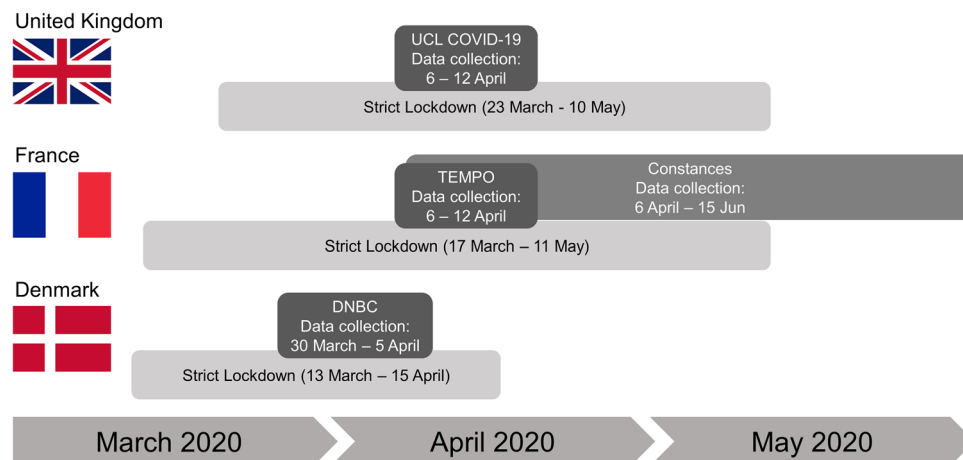 United Kingdom
UCL COVID-19
Data collection:
6 – 12 April
Strict Lockdown (23 March - 10 May)
France
TEMPO
Data collection:
6 – 12 April
Constances
Data collection:
6 April – 15 Jun
Strict Lockdown (17 March – 11 May)
Denmark
DNBC
Data collection:
30 March – 5 April
Strict Lockdown (13 March – 15 April)
March 2020
April 2020
May 2020